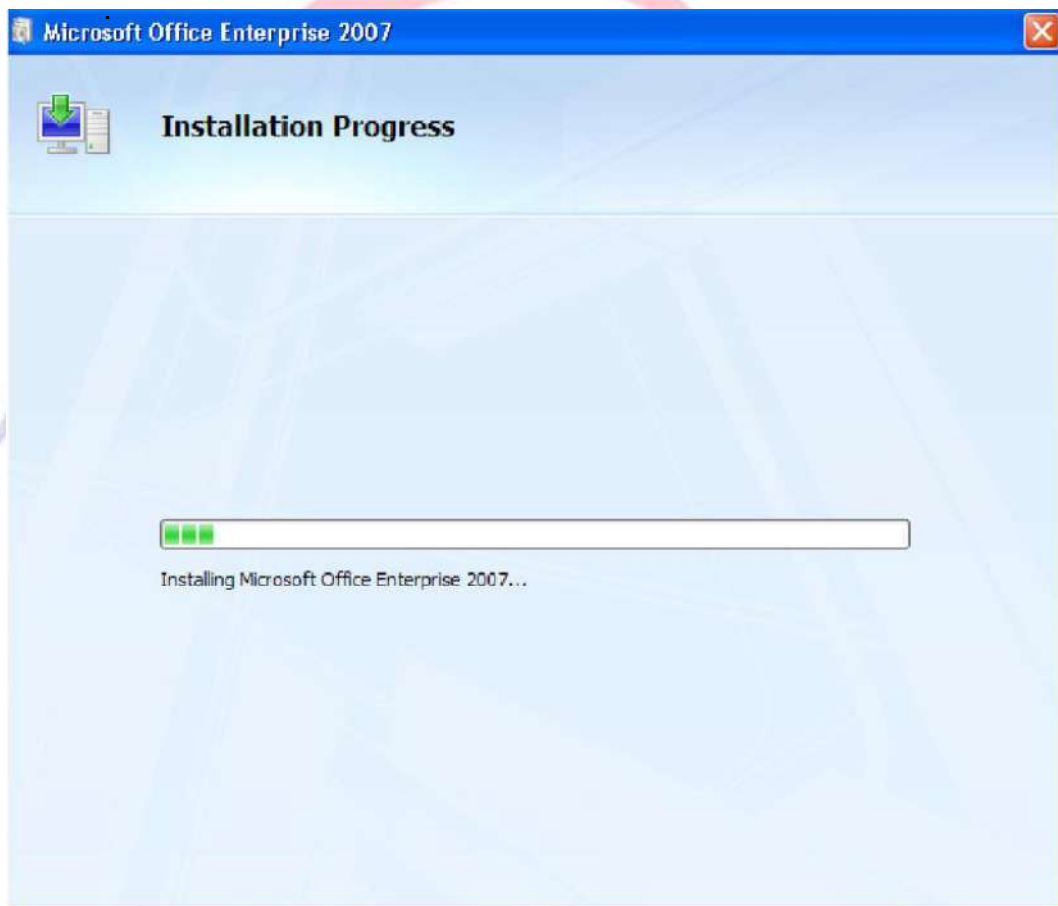 Microsoft Office Enterprise 2007
Installation Progress
Installing Microsoft Office Enterprise 2007...